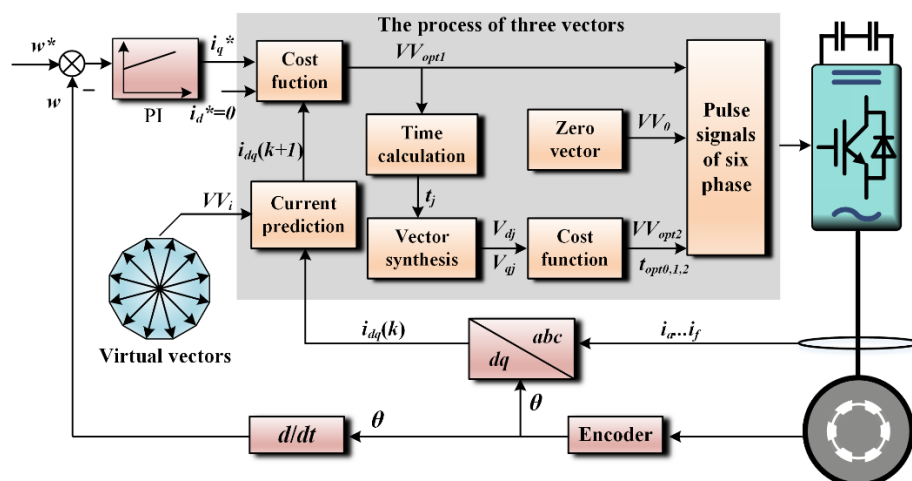 The process of three vectors
w*
w
−
PI
i_q*
i_d*=0
Cost
fuction
VV_opt1
Time
calculation
Zero
vector
VV_0
Pulse
signals
of six
phase
i_dq(k+1)
t_j
VV_i
Current
prediction
Vector
synthesis
V_dj
V_qj
Cost
function
VV_opt2
t_opt0,1,2
Virtual vectors
i_dq(k)
abc
dq
i_a...i_f
θ
θ
d/dt
Encoder